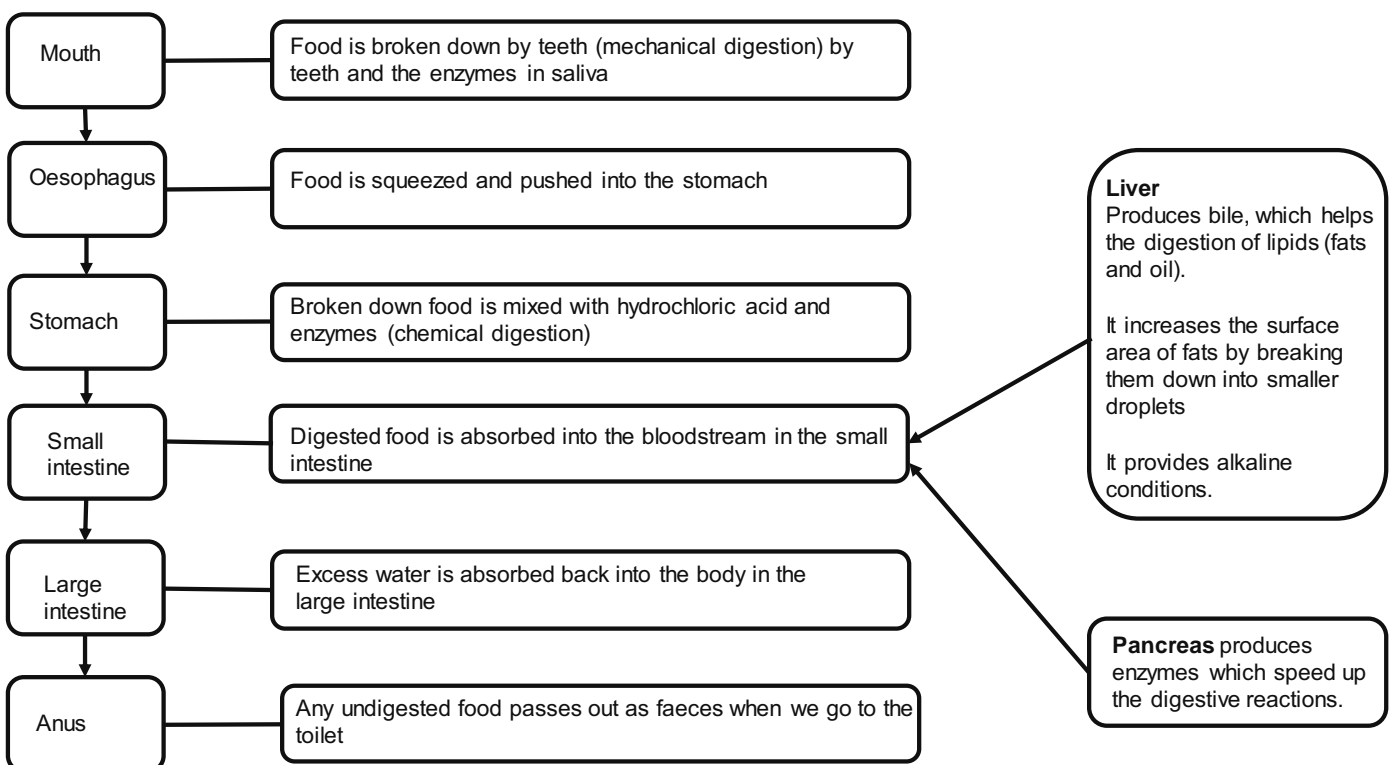 Mouth
Food is broken down by teeth (mechanical digestion) by
teeth and the enzymes in saliva
Oesophagus
Food is squeezed and pushed into the stomach
Stomach
Broken down food is mixed with hydrochloric acid and
enzymes (chemical digestion)
Small
intestine
Digested food is absorbed into the bloodstream in the small
intestine
Large
intestine
Excess water is absorbed back into the body in the
large intestine
Anus
Any undigested food passes out as faeces when we go to the
toilet
Liver
Produces bile, which helps
the digestion of lipids (fats
and oil).
It increases the surface
area of fats by breaking
them down into smaller
droplets
It provides alkaline
conditions.
Pancreas produces
enzymes which speed up
the digestive reactions.